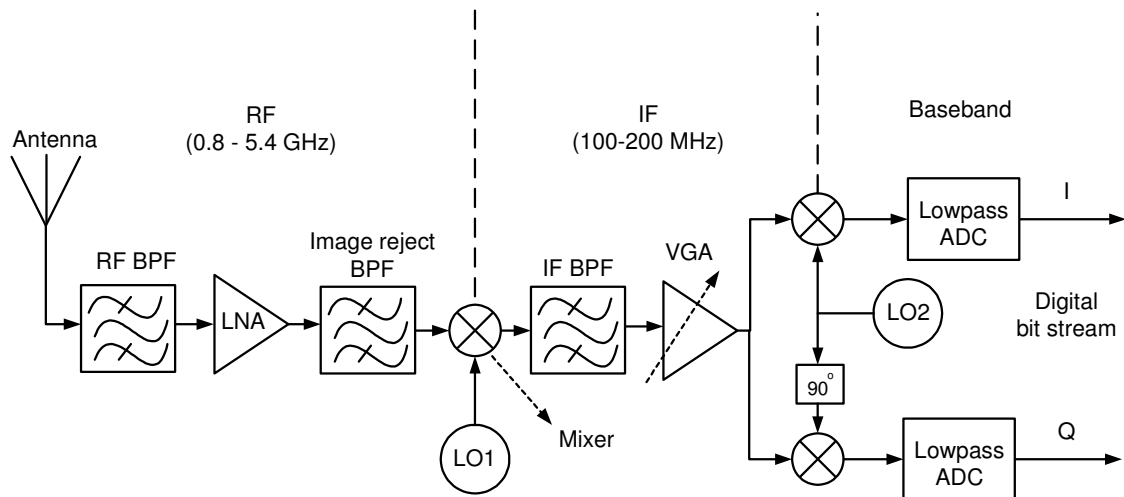 RF
(0.8 - 5.4 GHz)
IF
(100-200 MHz)
Baseband
Antenna
RF BPF
LNA
Image reject
BPF
IF BPF
VGA
Lowpass
ADC
I
LO2
Digital
bit stream
90°
LO1
Mixer
Lowpass
ADC
Q